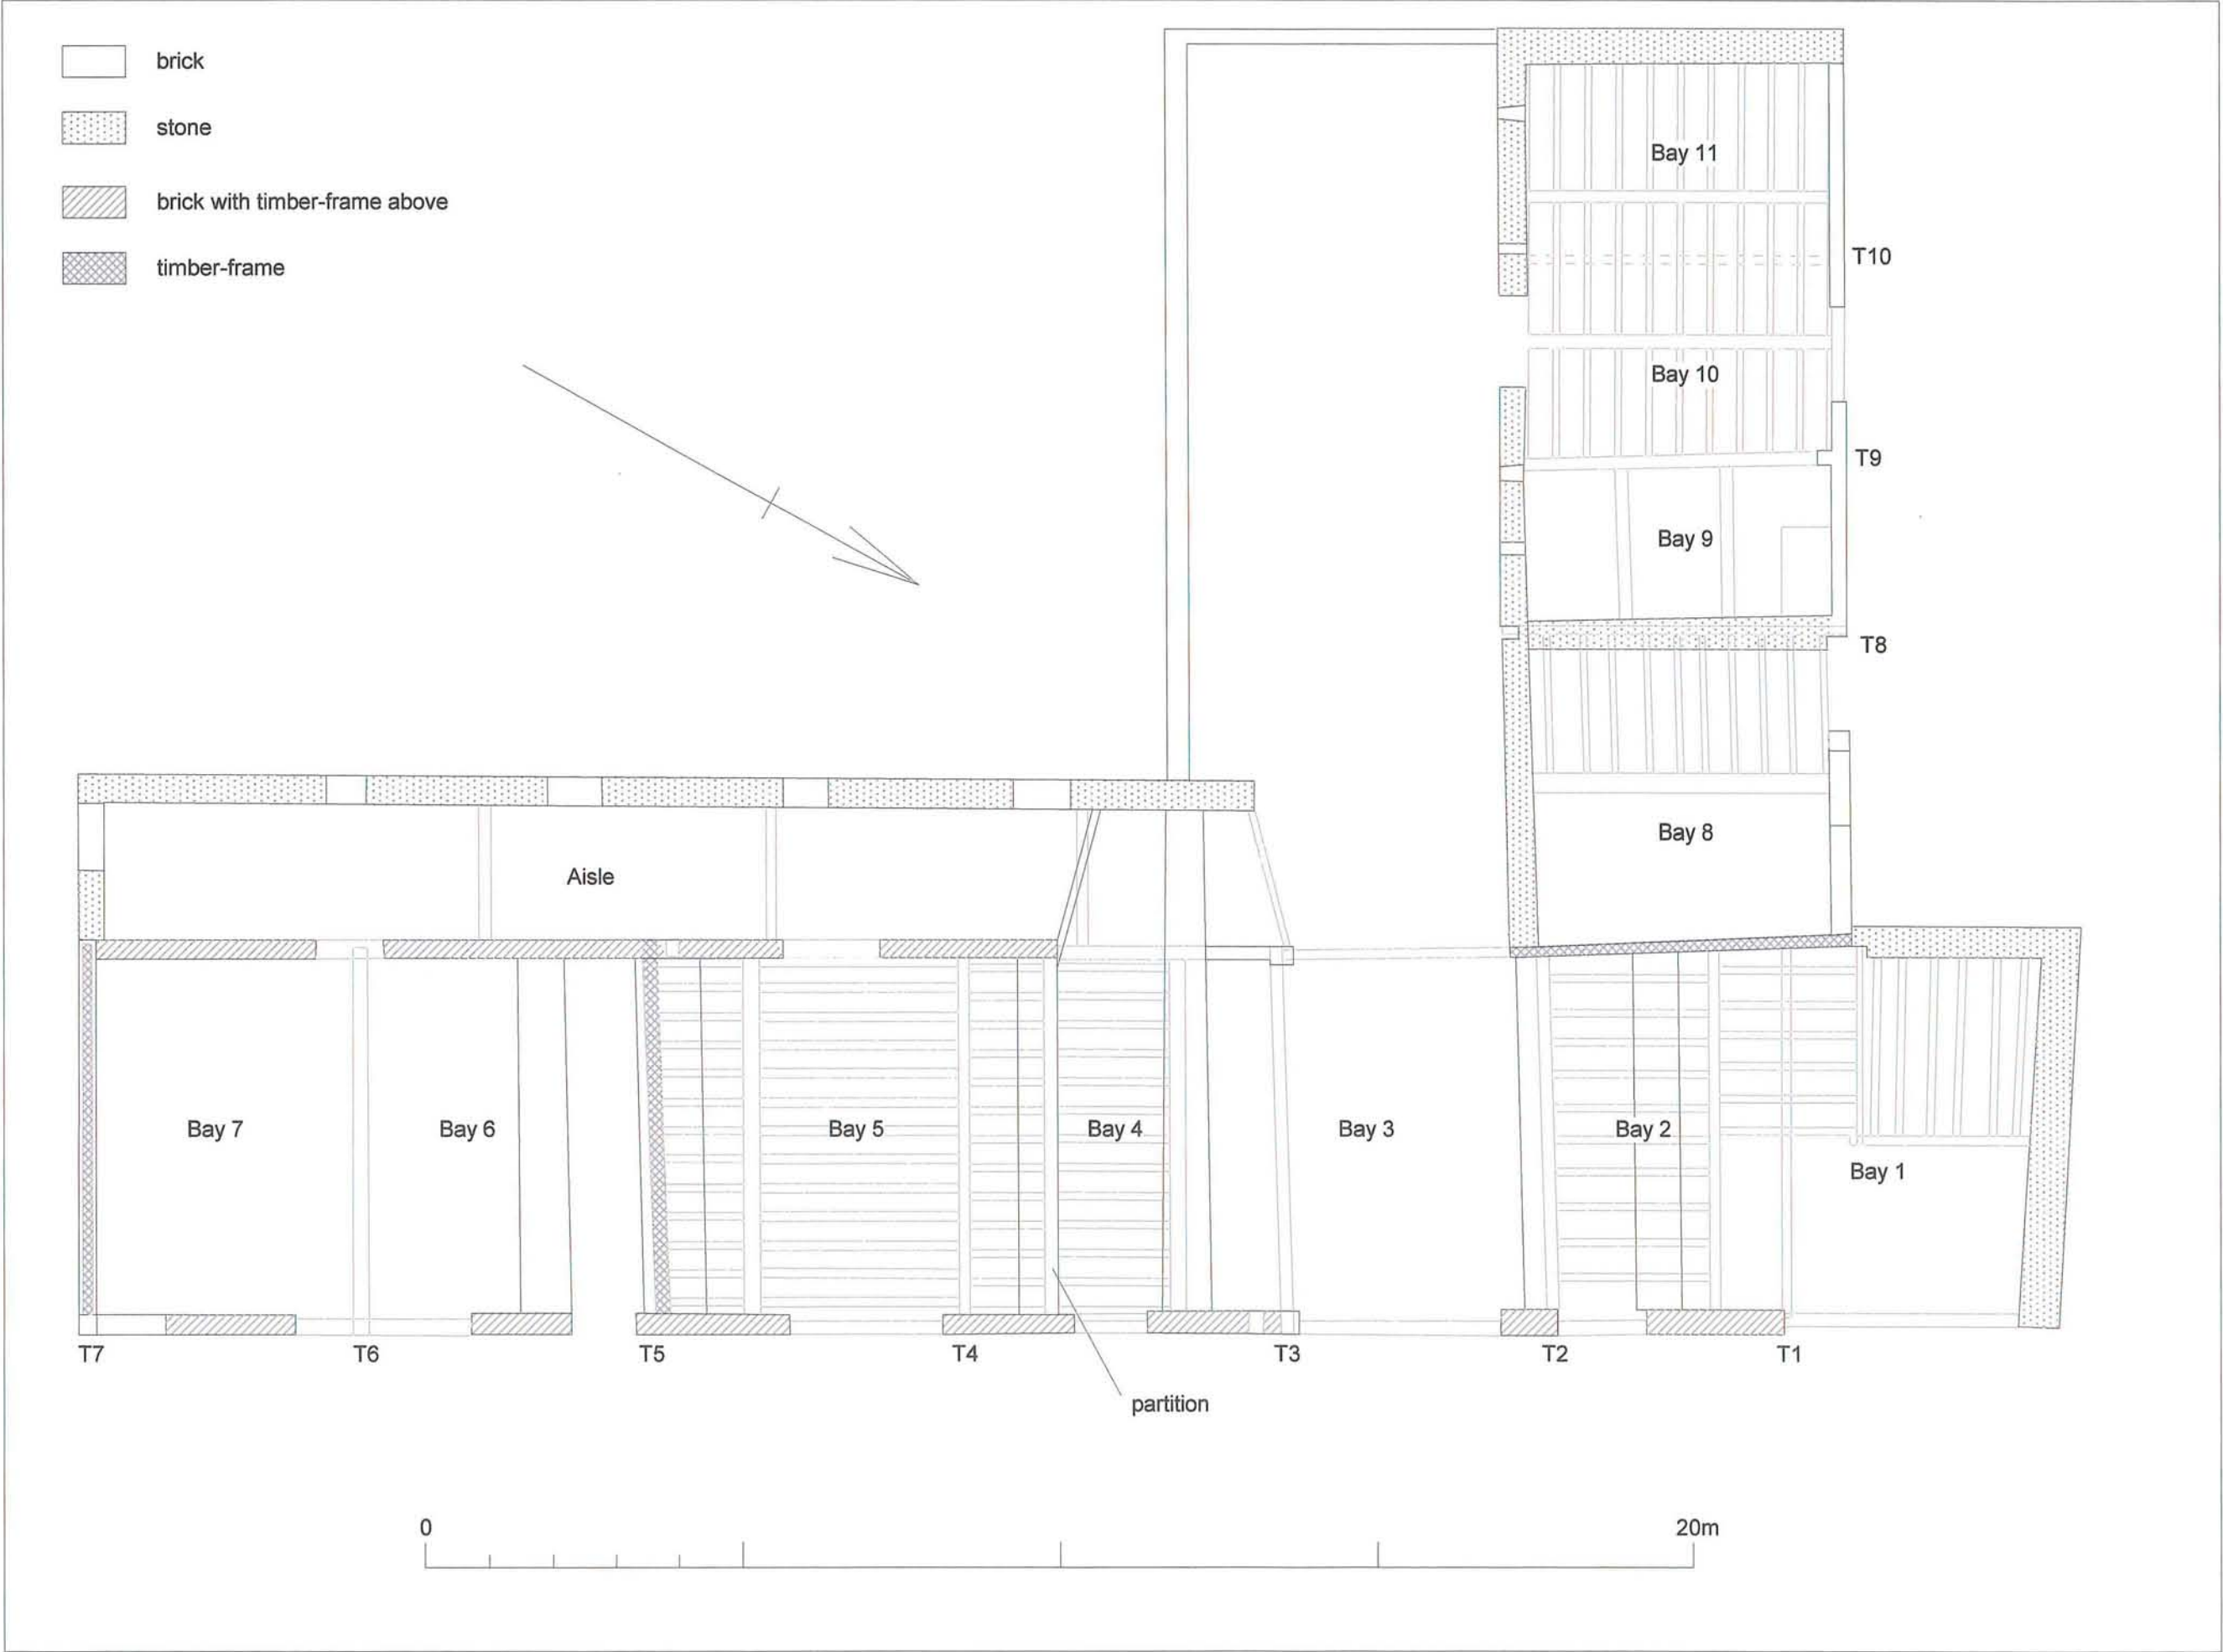 brick
stone
brick with timber-frame above
timber-frame
Bay 11
T10
Bay 10
T9
Bay 9
T8
Bay 8
Aisle
Bay 7
Bay 6
Bay 5
Bay 4
Bay 3
Bay 2
Bay 1
T7
T6
T5
T4
T3
T2
T1
partition
0
20m